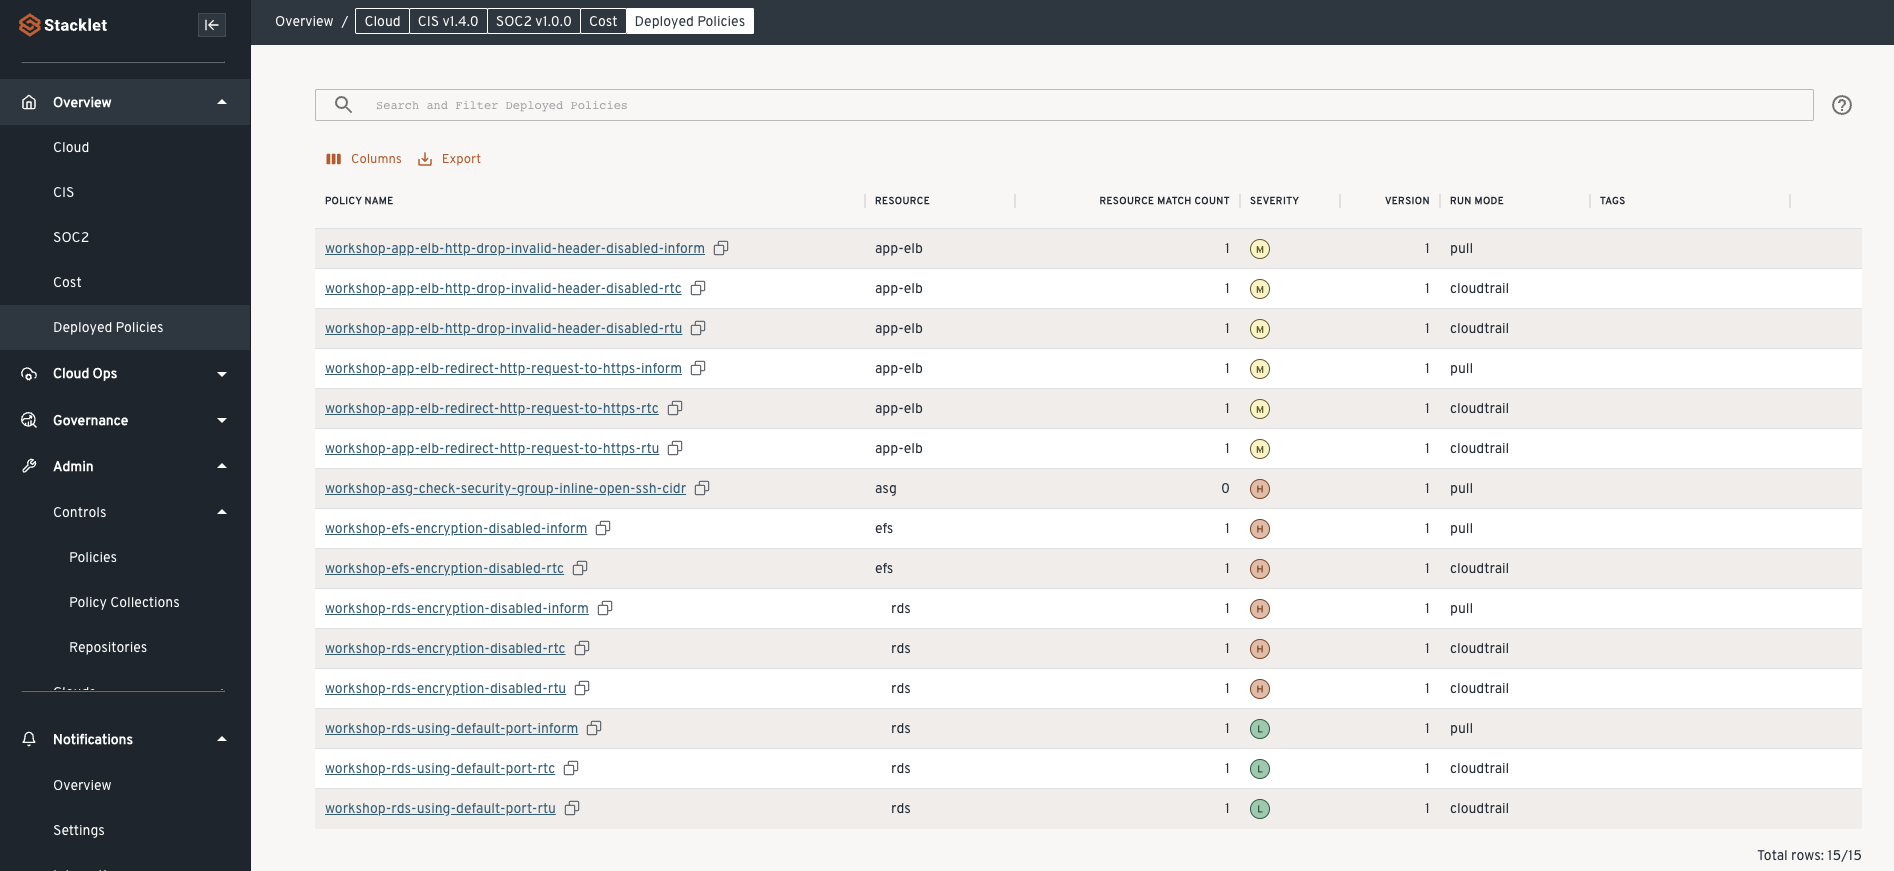 Stacklet
Overview / Cloud CIS v1.4.0 SOC2 v1.0.0 Cost Deployed Policies
Overview
Cloud
CIS
SOC2
Cost
Deployed Policies
Cloud Ops
Governance
Admin
Controls
Policies
Policy Collections
Repositories
Clouds
Notifications
Overview
Settings
Search and Filter Deployed Policies
Columns Export
POLICY NAME RESOURCE RESOURCE MATCH COUNT SEVERITY VERSION RUN MODE TAGS
workshop-app-elb-http-drop-invalid-header-disabled-inform app-elb 1 M 1 pull
workshop-app-elb-http-drop-invalid-header-disabled-rtc app-elb 1 M 1 cloudtrail
workshop-app-elb-http-drop-invalid-header-disabled-rtu app-elb 1 M 1 cloudtrail
workshop-app-elb-redirect-http-request-to-https-inform app-elb 1 M 1 pull
workshop-app-elb-redirect-http-request-to-https-rtc app-elb 1 M 1 cloudtrail
workshop-app-elb-redirect-http-request-to-https-rtu app-elb 1 M 1 cloudtrail
workshop-asg-check-security-group-inline-open-ssh-cidr asg 0 H 1 pull
workshop-efs-encryption-disabled-inform efs 1 H 1 pull
workshop-efs-encryption-disabled-rtc efs 1 H 1 cloudtrail
workshop-rds-encryption-disabled-inform rds 1 H 1 pull
workshop-rds-encryption-disabled-rtc rds 1 H 1 cloudtrail
workshop-rds-encryption-disabled-rtu rds 1 H 1 cloudtrail
workshop-rds-using-default-port-inform rds 1 L 1 pull
workshop-rds-using-default-port-rtc rds 1 L 1 cloudtrail
workshop-rds-using-default-port-rtu rds 1 L 1 cloudtrail
Total rows: 15/15